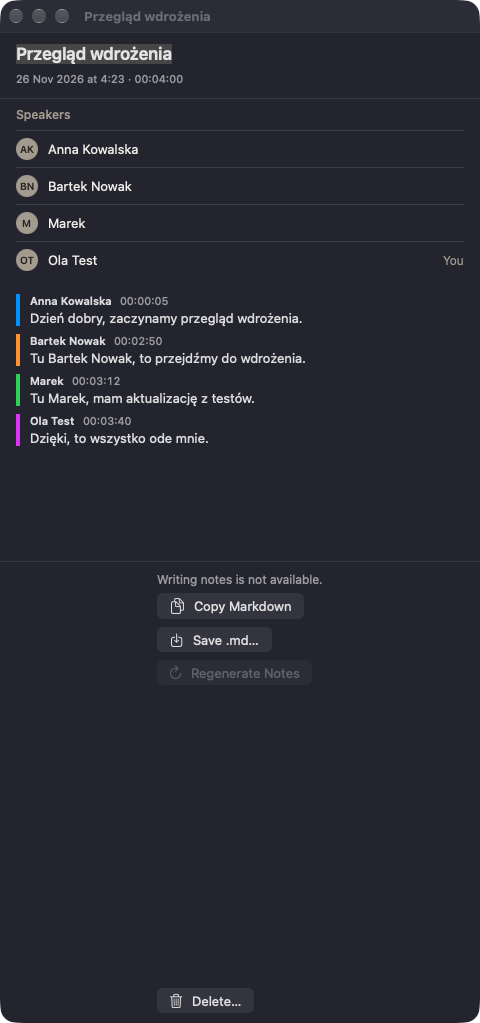 Przegląd wdrożenia
Przegląd wdrożenia
26 Nov 2026 at 4:23 · 00:04:00
Speakers
AK Anna Kowalska
BN Bartek Nowak
M Marek
OT Ola Test You
Anna Kowalska 00:00:05
Dzień dobry, zaczynamy przegląd wdrożenia.
Bartek Nowak 00:02:50
Tu Bartek Nowak, to przejdźmy do wdrożenia.
Marek 00:03:12
Tu Marek, mam aktualizację z testów.
Ola Test 00:03:40
Dzięki, to wszystko ode mnie.
Writing notes is not available.
Copy Markdown
Save .md...
Regenerate Notes
Delete...